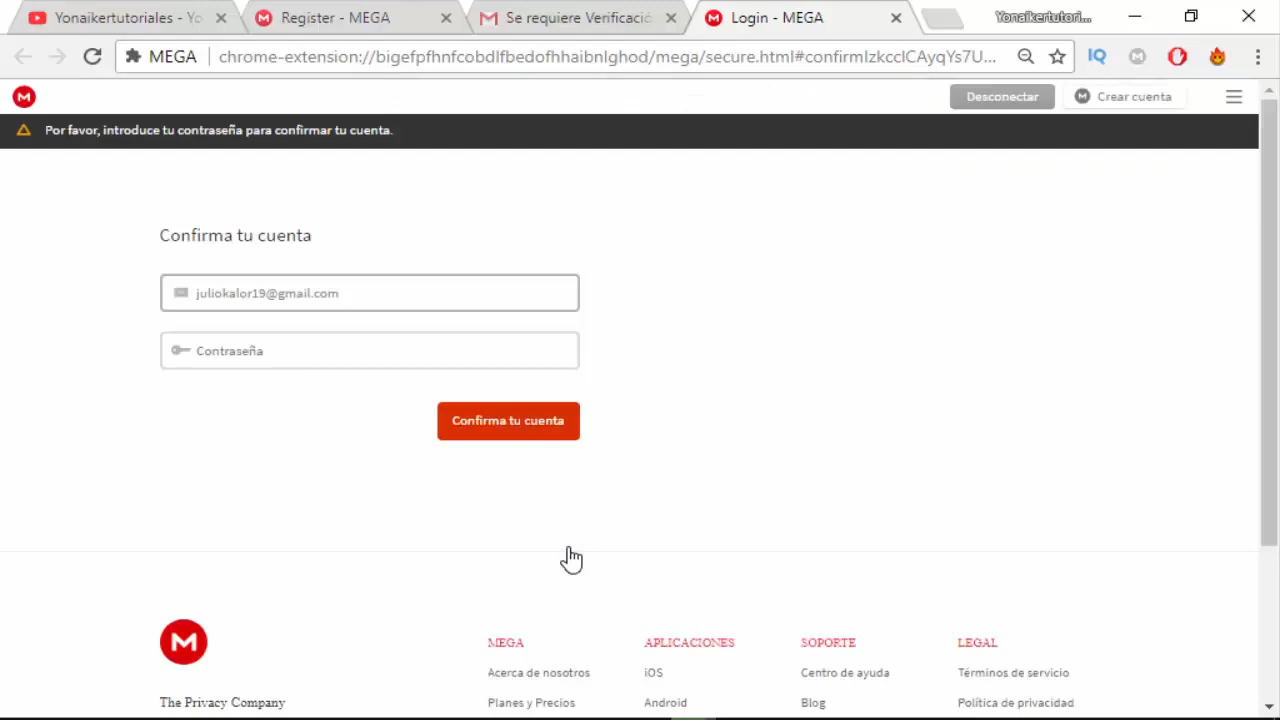 Yonaikertutoriales - Yo
Register - MEGA
Se requiere Verificació
Login - MEGA
Yonaikertutori...
MEGA
chrome-extension://bigefpfhnfcobdlfbedofhhaibnlghod/mega/secure.html#confirmIzkccICAyqYs7U...
IQ
Desconectar
Crear cuenta
Por favor, introduce tu contraseña para confirmar tu cuenta.
Confirma tu cuenta
juliokalor19@gmail.com
Contraseña
Confirma tu cuenta
MEGA
APLICACIONES
SOPORTE
LEGAL
Acerca de nosotros
iOS
Centro de ayuda
Términos de servicio
The Privacy Company
Planes y Precios
Android
Blog
Política de privacidad